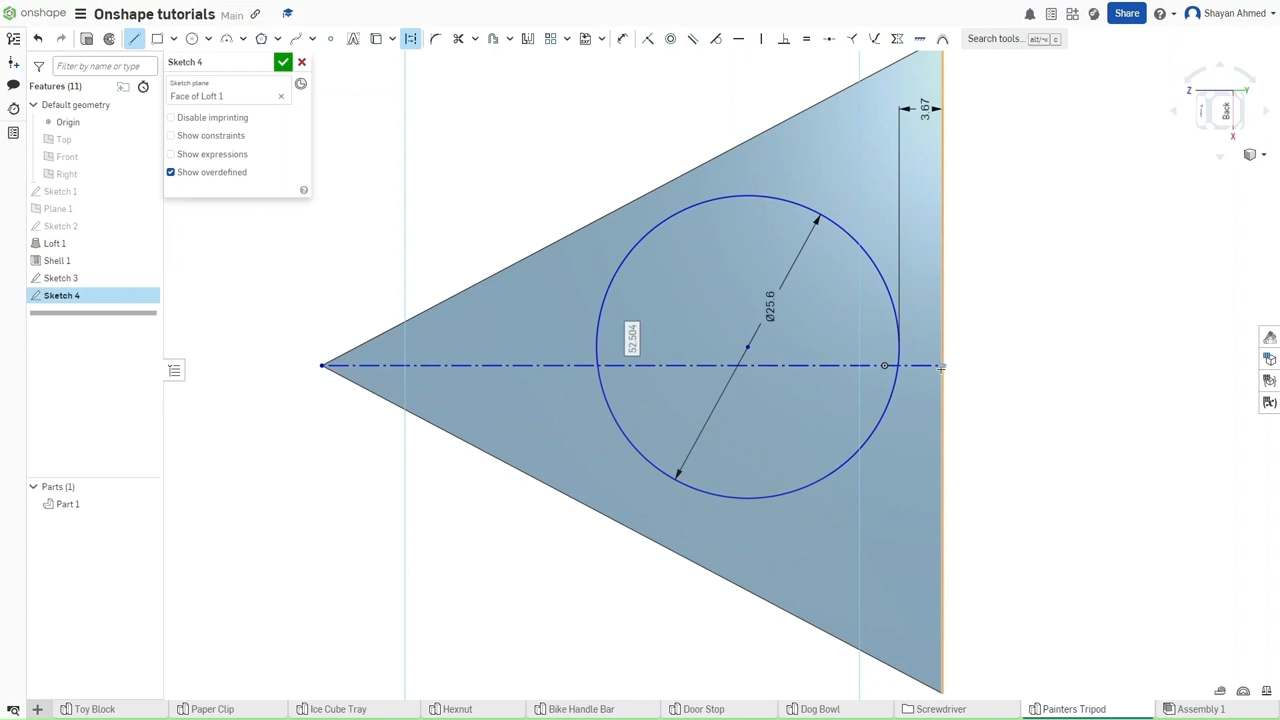 onshape
Onshape tutorials
Main
Share
Shayan Ahmed
Search tools...
alt/⌥
c
Filter by name or type
Features (11)
Default geometry
Origin
Top
Front
Right
Sketch 1
Plane 1
Sketch 2
Loft 1
Shell 1
Sketch 3
Sketch 4
Parts (1)
Part 1
Sketch 4
Sketch plane
Face of Loft 1
Disable imprinting
Show constraints
Show expressions
Show overdefined
3.67
Ø25.6
52.504
Z
Y
Back
X
Toy Block
Paper Clip
Ice Cube Tray
Hexnut
Bike Handle Bar
Door Stop
Dog Bowl
Screwdriver
Painters Tripod
Assembly 1